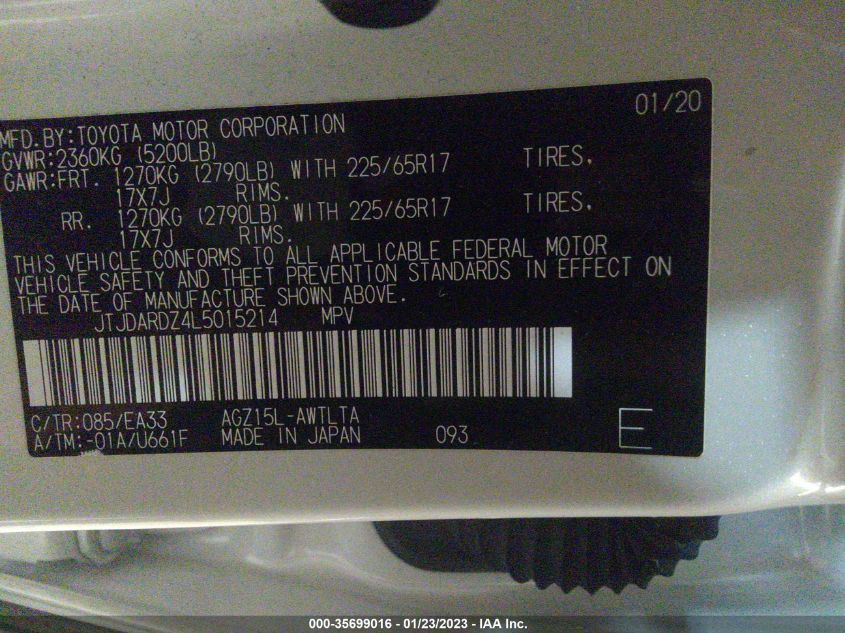 01/20
MFD.BY:TOYOTA MOTOR CORPORATION
GVWR:2360KG (5200LB)
GAWR:FRT. 1270KG (2790LB) WITH 225/65R17 TIRES,
17X7J RIMS.
RR. 1270KG (2790LB) WITH 225/65R17 TIRES,
17X7J RIMS.
THIS VEHICLE CONFORMS TO ALL APPLICABLE FEDERAL MOTOR
VEHICLE SAFETY AND THEFT PREVENTION STANDARDS IN EFFECT ON
THE DATE OF MANUFACTURE SHOWN ABOVE.
JTJDARDZ4L5015214 MPV
C/TR:085/EA33 AGZ15L-AWTLTA
A/TM:-01A/U661F MADE IN JAPAN 093 E
000-35699016 - 01/23/2023 - IAA Inc.